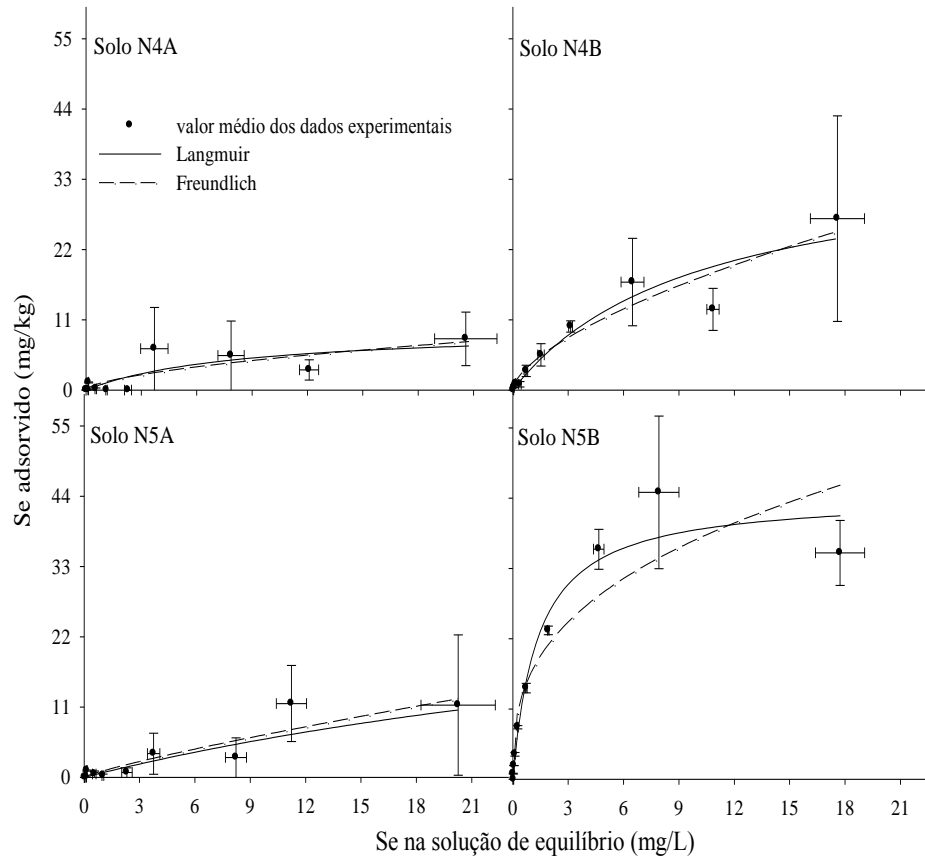 55
44
33
22
11
0
Solo N4A
Solo N4B
valor médio dos dados experimentais
Langmuir
Freundlich
Se adsorvido (mg/kg)
55
44
33
22
11
0
Solo N5A
Solo N5B
0 3 6 9 12 15 18 21
0 3 6 9 12 15 18 21
Se na solução de equilíbrio (mg/L)